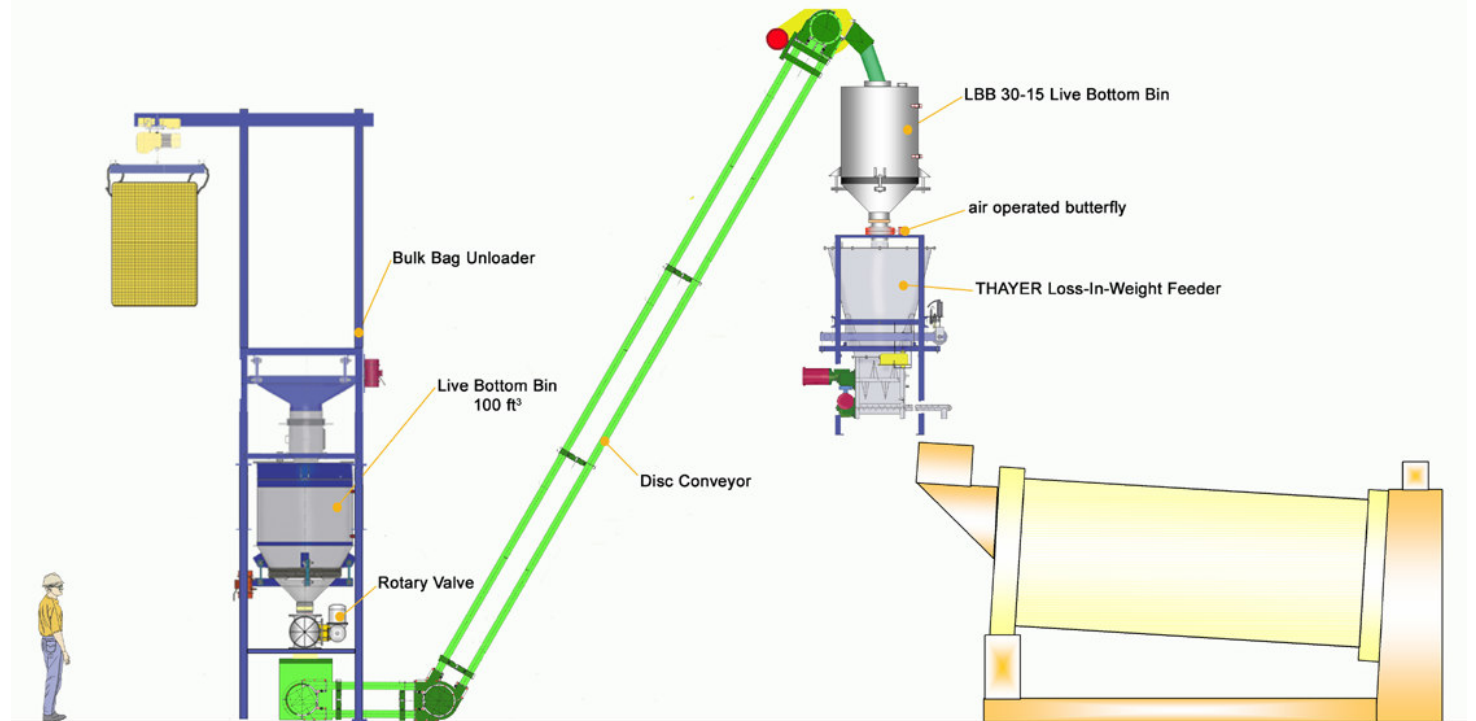 LBB 30-15 Live Bottom Bin
air operated butterfly
Bulk Bag Unloader
THAYER Loss-In-Weight Feeder
Live Bottom Bin
100 ft³
Disc Conveyor
Rotary Valve